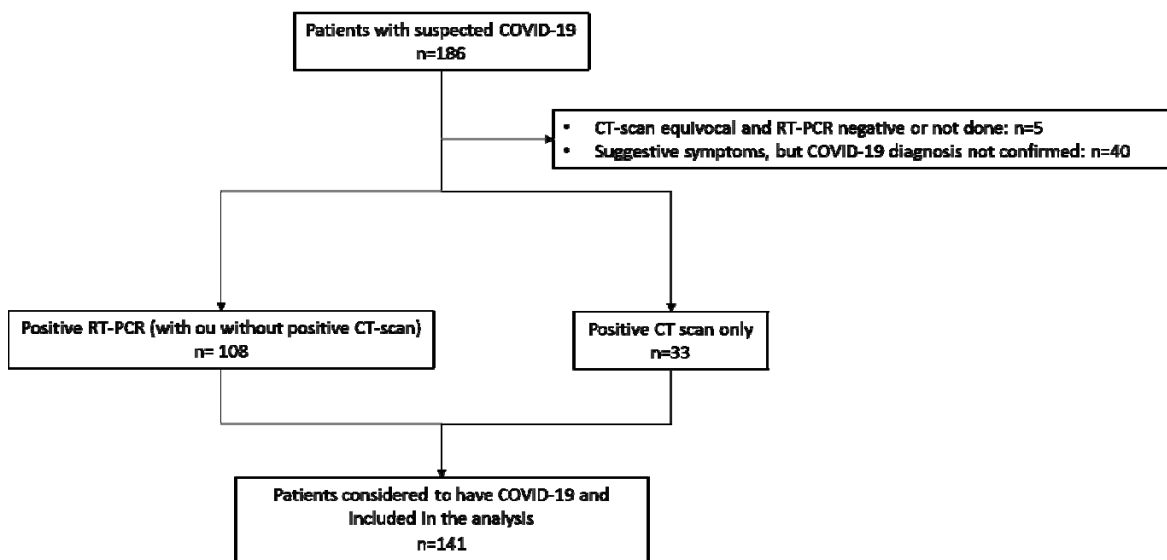 Patients with suspected COVID-19
n=186
• CT-scan equivocal and RT-PCR negative or not done: n=5
• Suggestive symptoms, but COVID-19 diagnosis not confirmed: n=40
Positive RT-PCR (with ou without positive CT-scan)
n= 108
Positive CT scan only
n=33
Patients considered to have COVID-19 and
included in the analysis
n=141